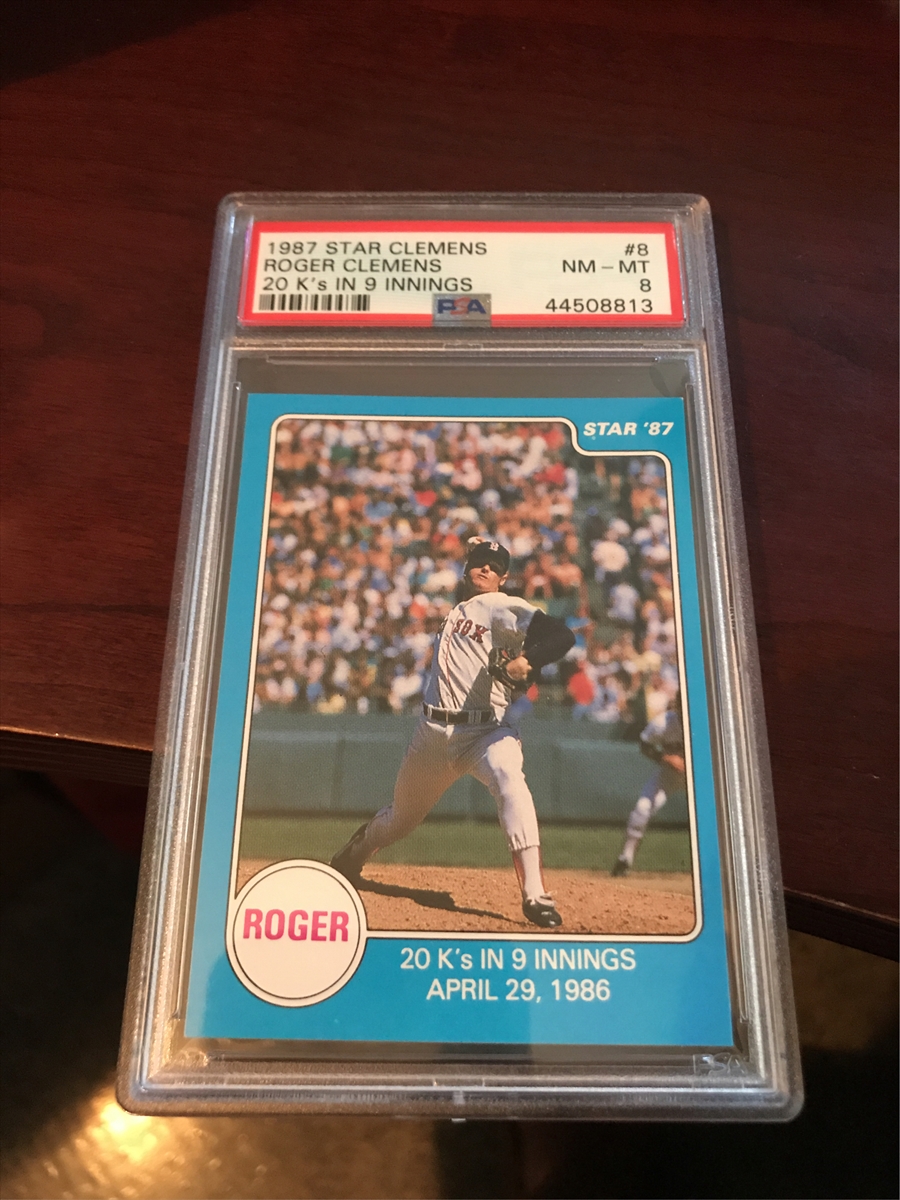 1987 STAR CLEMENS #8
ROGER CLEMENS NM - MT
20 K's IN 9 INNINGS 8
PSA 44508813
STAR '87
SOX
ROGER
20 K's IN 9 INNINGS
APRIL 29, 1986
PSA